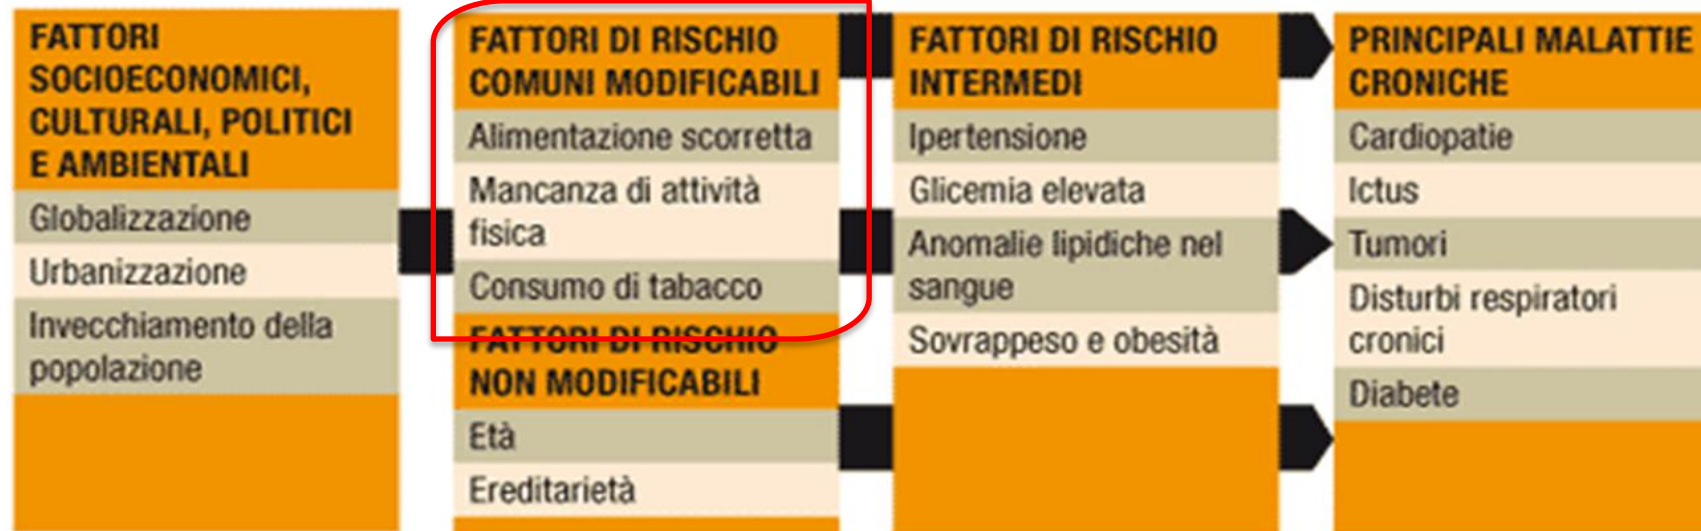 FATTORI
SOCIOECONOMICI,
CULTURALI, POLITICI
E AMBIENTALI
Globalizzazione
Urbanizzazione
Invecchiamento della
popolazione
FATTORI DI RISCHIO
COMUNI MODIFICABILI
Alimentazione scorretta
Mancanza di attività
fisica
Consumo di tabacco
FATTORI DI RISCHIO
NON MODIFICABILI
Età
Ereditarietà
FATTORI DI RISCHIO
INTERMEDI
Ipertensione
Glicemia elevata
Anomalie lipidiche nel
sangue
Sovrappeso e obesità
PRINCIPALI MALATTIE
CRONICHE
Cardiopatie
Ictus
Tumori
Disturbi respiratori
cronici
Diabete